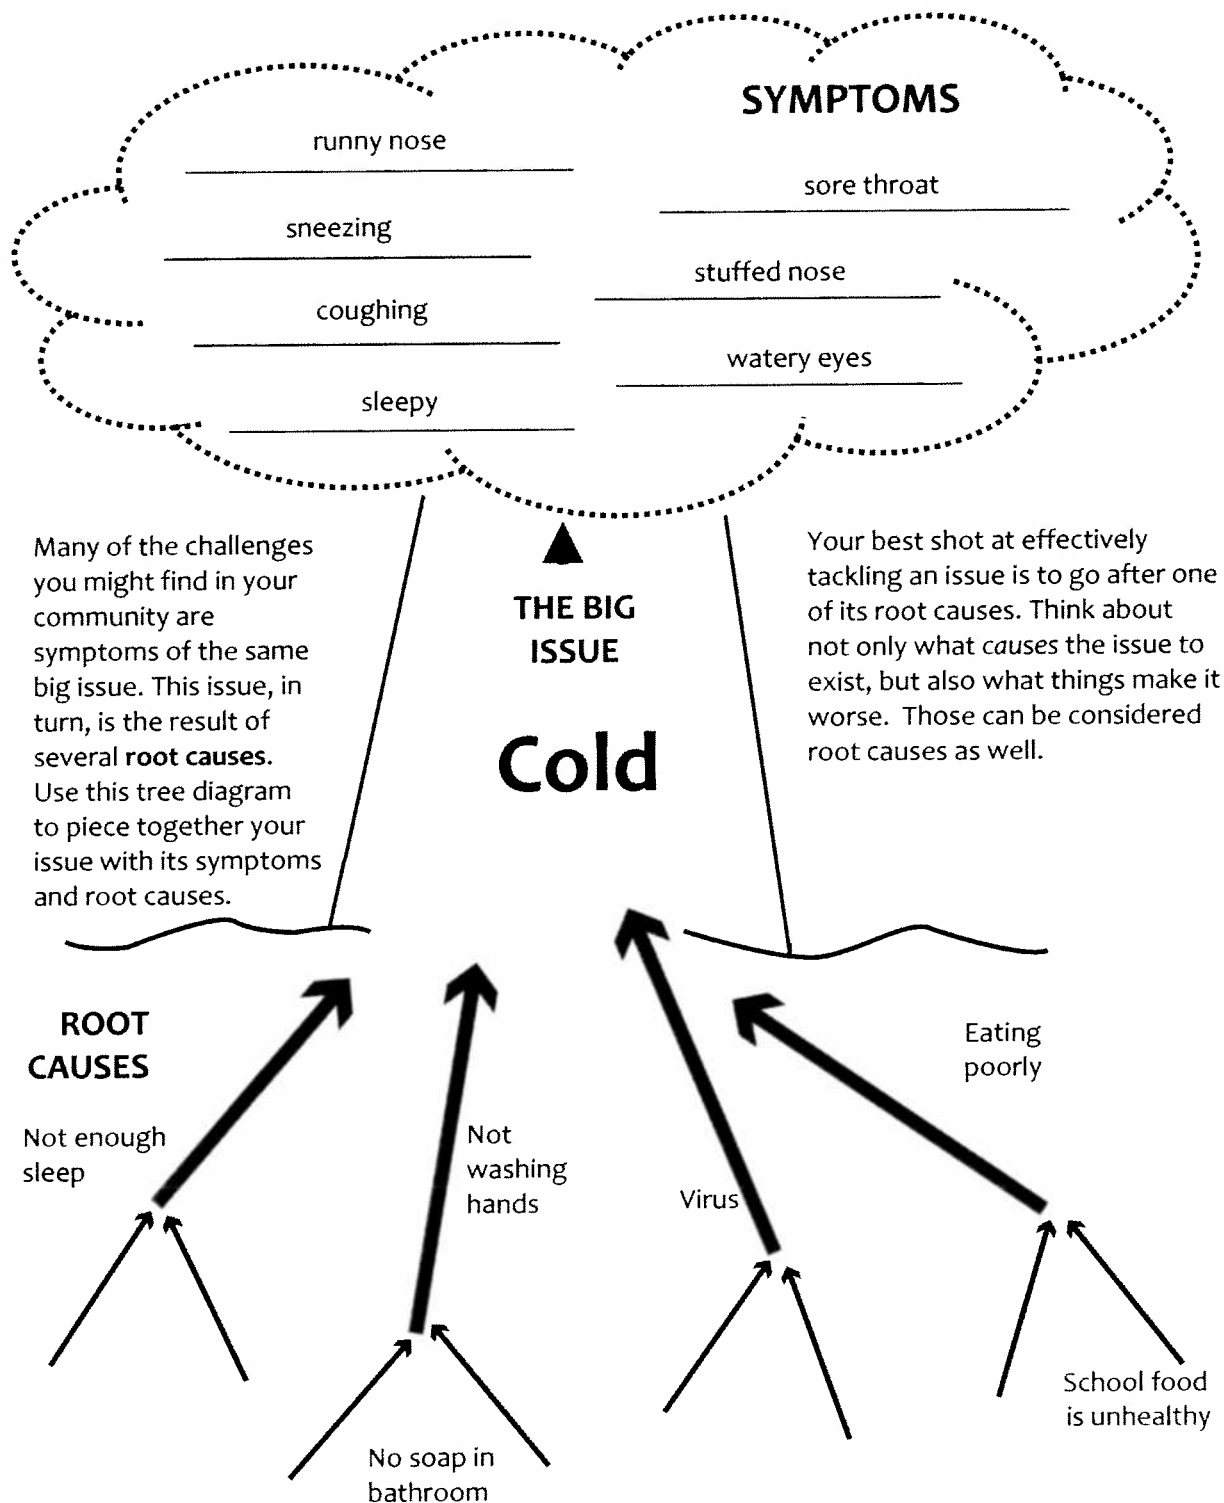 SYMPTOMS
runny nose
sore throat
sneezing
stuffed nose
coughing
watery eyes
sleepy
Many of the challenges
you might find in your
community are
symptoms of the same
big issue. This issue, in
turn, is the result of
several root causes.
Use this tree diagram
to piece together your
issue with its symptoms
and root causes.
THE BIG
ISSUE
Cold
Your best shot at effectively
tackling an issue is to go after one
of its root causes. Think about
not only what causes the issue to
exist, but also what things make it
worse. Those can be considered
root causes as well.
ROOT
CAUSES
Not enough
sleep
Not
washing
hands
Virus
Eating
poorly
No soap in
bathroom
School food
is unhealthy